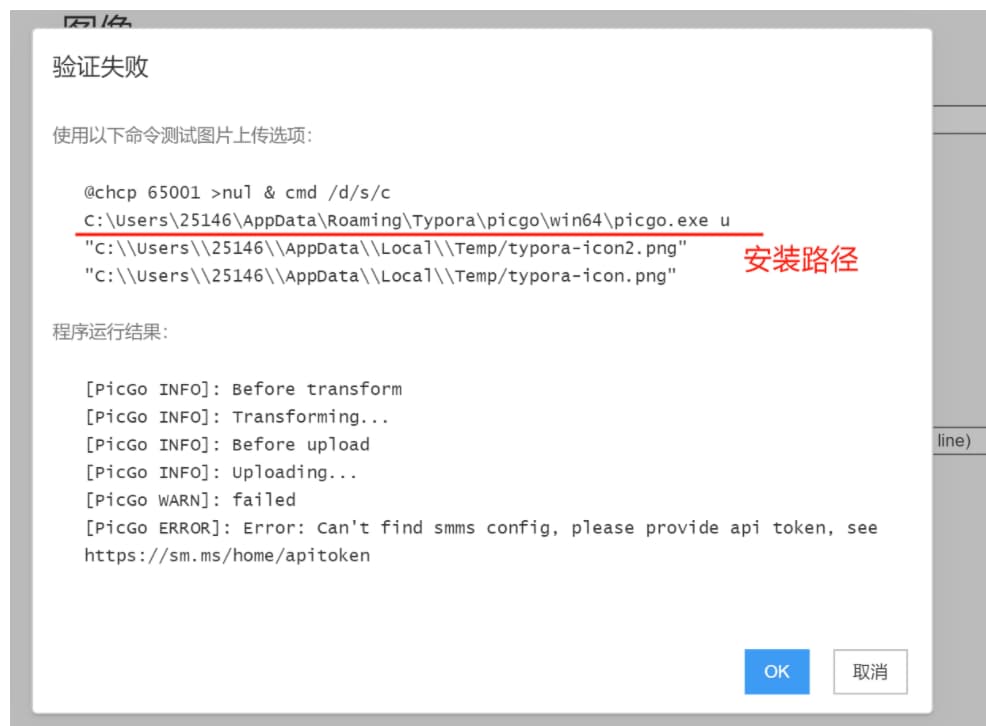 图像
验证失败
使用以下命令测试图片上传选项:
@chcp 65001 >nul & cmd /d/s/c
C:\Users\25146\AppData\Roaming\Typora\picgo\win64\picgo.exe u
"C:\\Users\\25146\\AppData\\Local\\Temp/typora-icon2.png"
安装路径
"C:\\Users\\25146\\AppData\\Local\\Temp/typora-icon.png"
程序运行结果:
[PicGo INFO]: Before transform
[PicGo INFO]: Transforming...
[PicGo INFO]: Before upload
line)
[PicGo INFO]: Uploading...
[PicGo WARN]: failed
[PicGo ERROR]: Error: Can't find smms config, please provide api token, see
https://sm.ms/home/apitoken
OK
取消